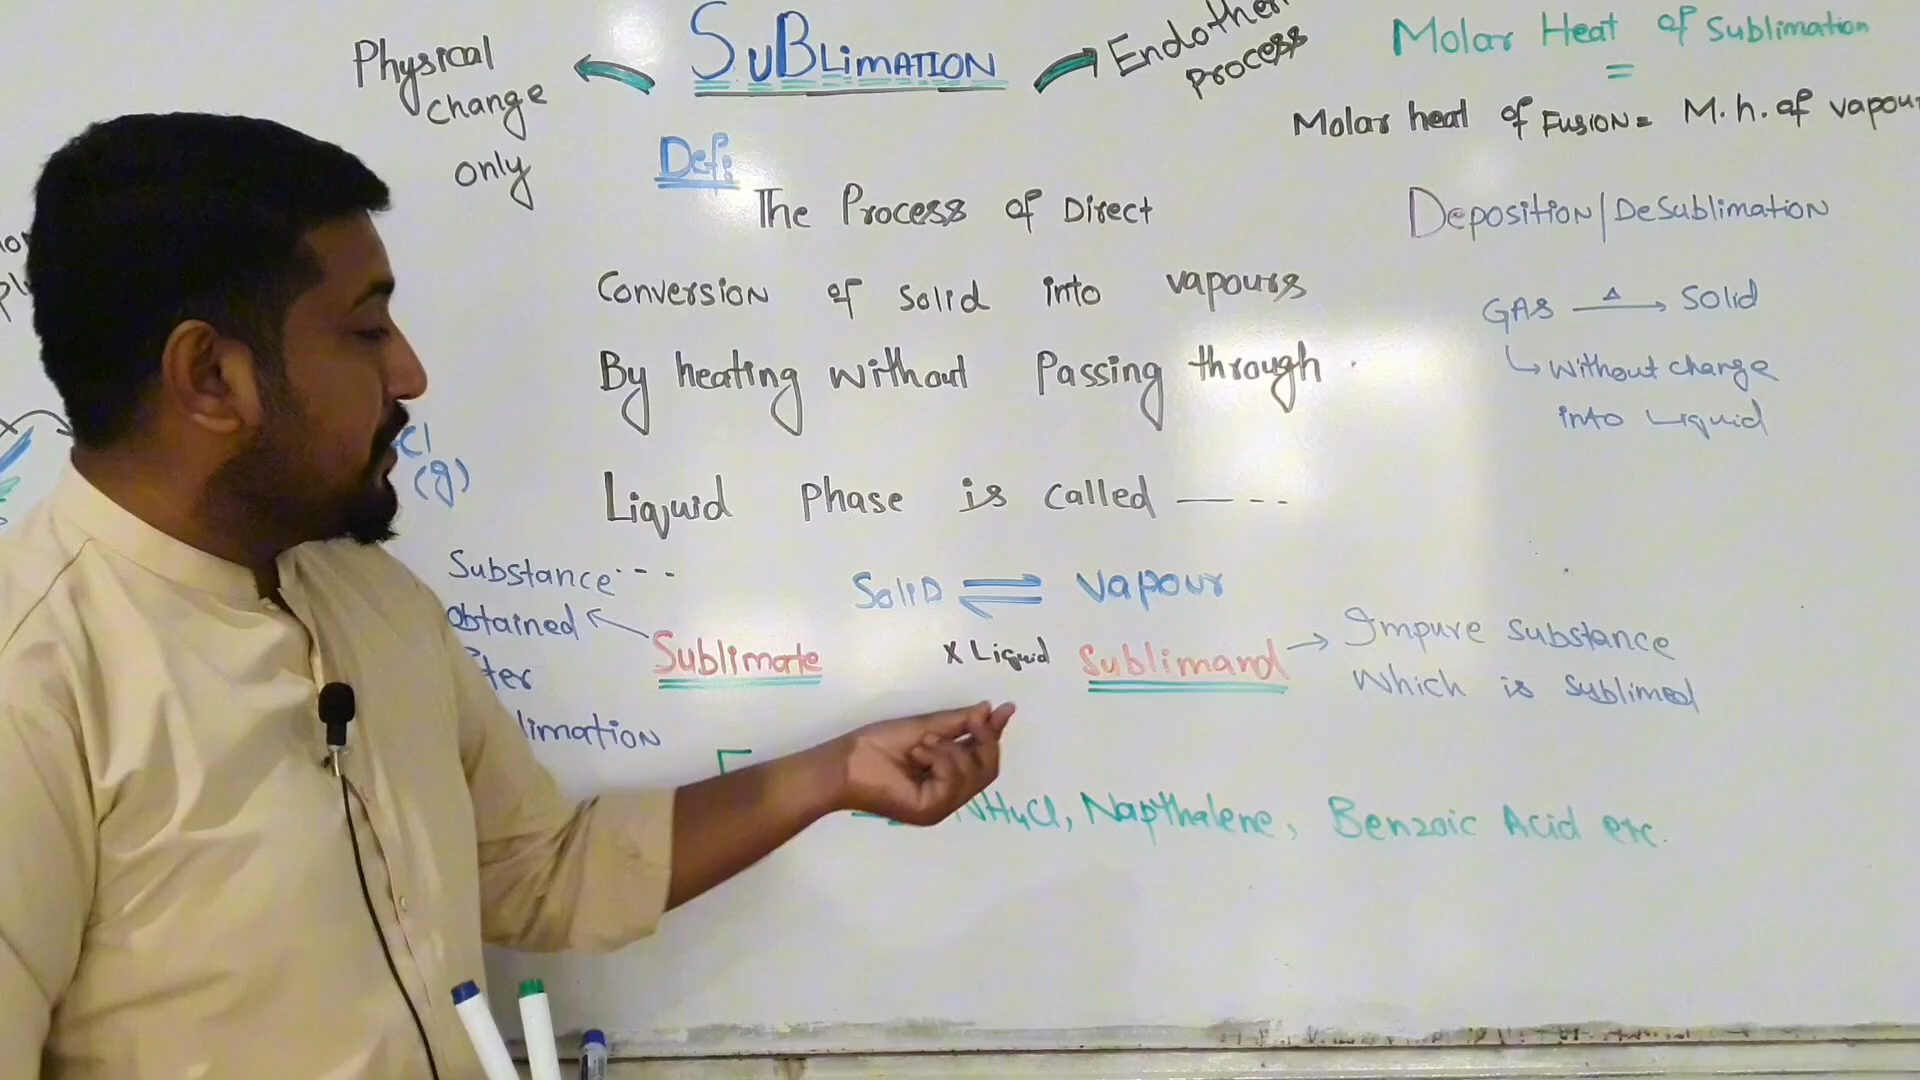 SuBLimATION
Physical
change
only
Endother
process
Def:
The Process of Direct
Conversion of Solid into vapours
By heating without Passing through
Liquid phase is called — - -
Substance - - -
obtained
ter
limation
Sublimate
SoliD ⇌ Vapour
x Liquid
Sublimand → Impure substance
Which is sublimed
NH4Cl, Napthalene, Benzoic Acid etc.
Cl
(g)
Molar Heat of Sublimation
=
Molar heat of Fusion = M.h. of vapou
Deposition/Desublimation
GAS —Δ→ Solid
↳ without change
into Liquid